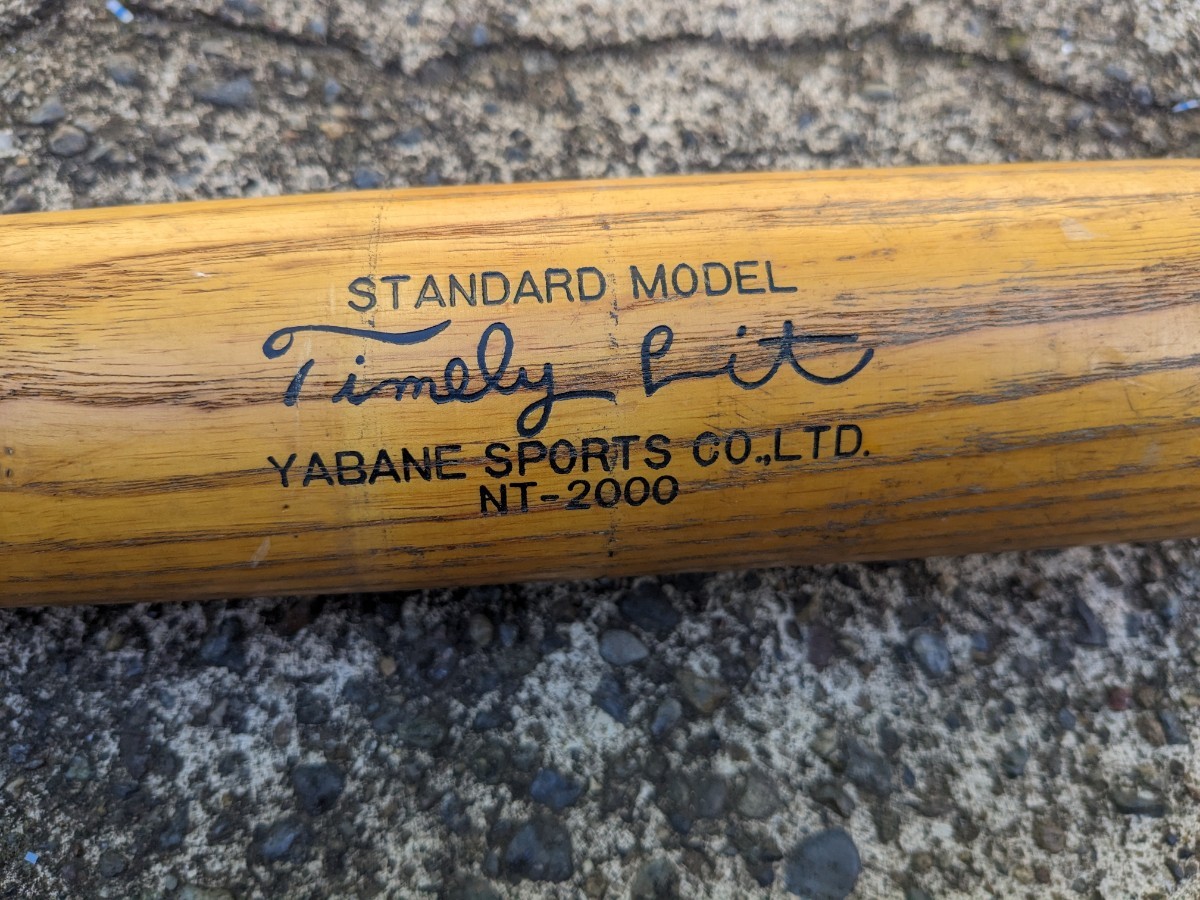 STANDARD MODEL
Timely Hit
YABANE SPORTS CO.,LTD.
NT-2000